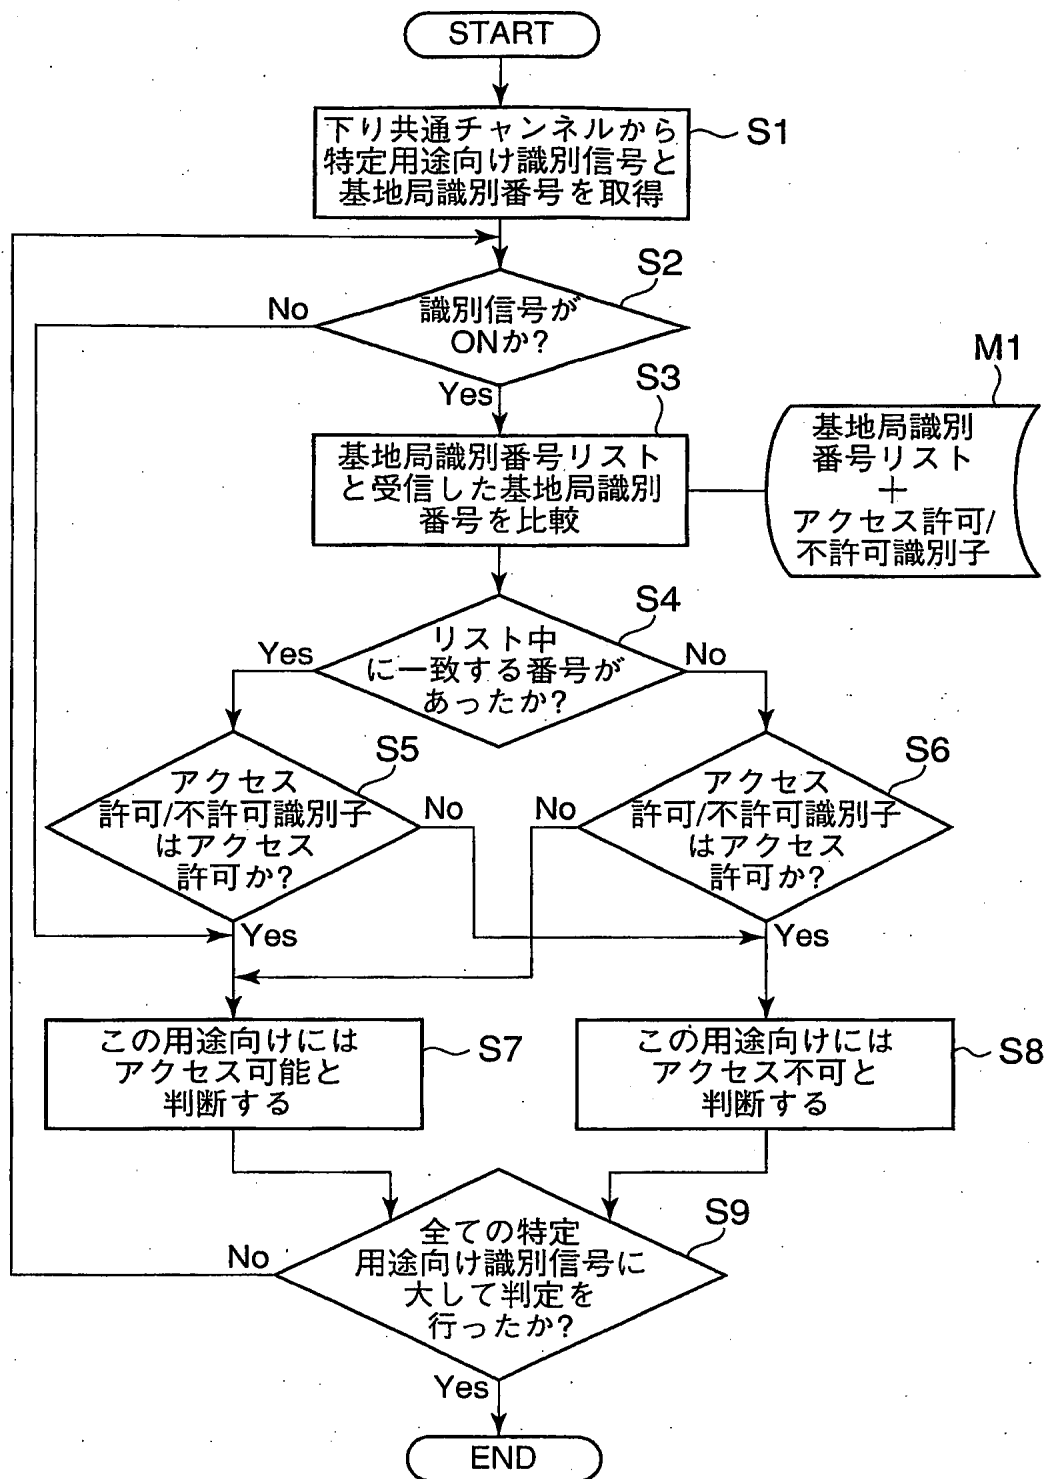 START
下り共通チャンネルから
特定用途向け識別信号と
基地局識別番号を取得
S1
S2
識別信号が
ONか?
No
Yes
S3
基地局識別番号リスト
と受信した基地局識別
番号を比較
M1
基地局識別
番号リスト
+
アクセス許可/
不許可識別子
S4
リスト中
に一致する番号が
あったか?
Yes
No
S5
アクセス
許可/不許可識別子
はアクセス
許可か?
No
Yes
S6
アクセス
許可/不許可識別子
はアクセス
許可か?
No
Yes
この用途向けには
アクセス可能と
判断する
S7
この用途向けには
アクセス不可と
判断する
S8
S9
全ての特定
用途向け識別信号に
大して判定を
行ったか?
No
Yes
END